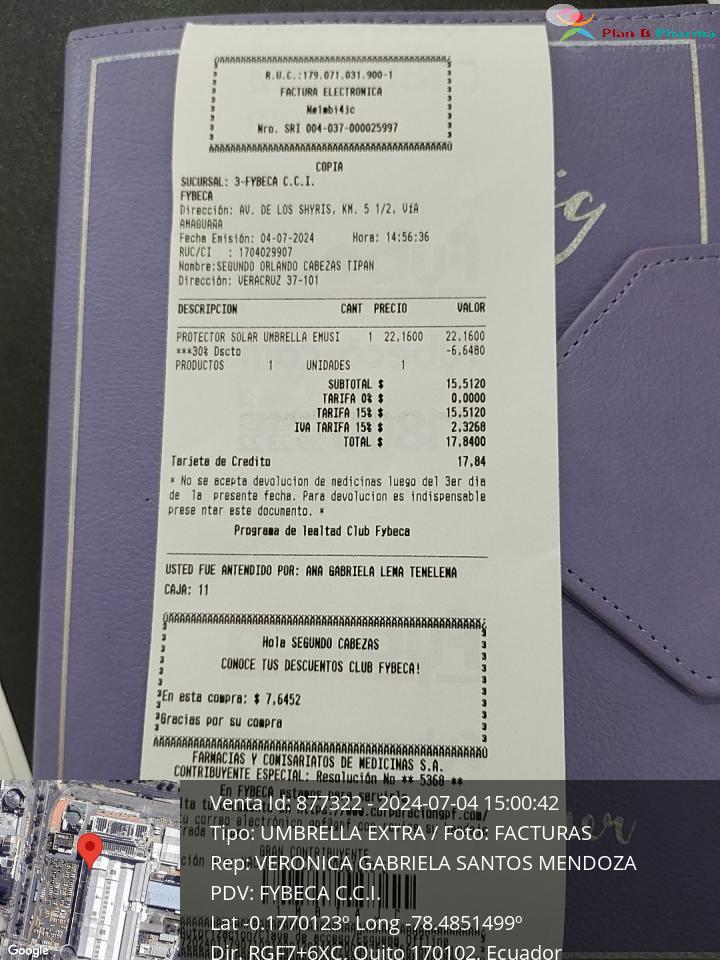 Plan B Pharma
R.U.C.:179.071.031.900-1
FACTURA ELECTRONICA
Nro. SRI 004-037-000025997
COPIA
SUCURSAL: 3-FYBECA C.C.I.
FYBECA
Dirección: AV. DE LOS SHYRIS, KM. 5 1/2, VíA
AMAGUAÑA
Fecha Emisión: 04-07-2024 Hora: 14:56:36
RUC/CI : 1704029907
Nombre:SEGUNDO ORLANDO CABEZAS TIPAN
Dirección: VERACRUZ 37-101
DESCRIPCION CANT PRECIO VALOR
PROTECTOR SOLAR UMBRELLA EMUSI 1 22,1600 22,1600
***30% Dscto -6,6480
PRODUCTOS 1 UNIDADES 1
SUBTOTAL $ 15,5120
TARIFA 0% $ 0,0000
TARIFA 15% $ 15,5120
IVA TARIFA 15% $ 2,3268
TOTAL $ 17,8400
Tarjeta de Credito 17,84
* No se acepta devolucion de medicinas luego del 3er dia
de la presente fecha. Para devolucion es indispensable
prese ntar este documento. *
Programa de lealtad Club Fybeca
USTED FUE ANTENDIDO POR: ANA GABRIELA LEMA TENELEMA
CAJA: 11
Hola SEGUNDO CABEZAS
CONOCE TUS DESCUENTOS CLUB FYBECA!
En esta compra: $ 7,6452
Gracias por su compra
FARMACIAS Y COMISARIATOS DE MEDICINAS S.A.
CONTRIBUYENTE ESPECIAL: Resolución No ** 5368 **
En FYBECA estamos para servirle
GRAN CONTRIBUYENTE
Venta Id: 877322 - 2024-07-04 15:00:42
Tipo: UMBRELLA EXTRA / Foto: FACTURAS
Rep: VERONICA GABRIELA SANTOS MENDOZA
PDV: FYBECA C.C.I.
Lat -0.1770123º Long -78.4851499º
Dir. RGF7+6XC, Quito 170102, Ecuador
Google